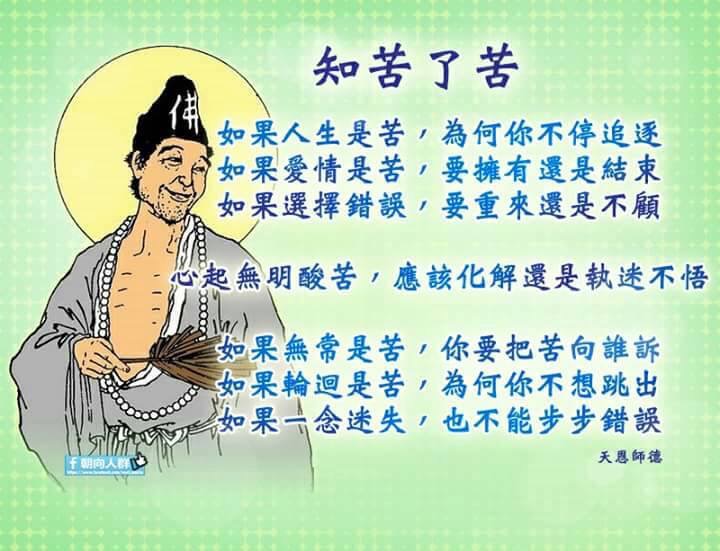 知苦了苦
佛
如果人生是苦，為何你不停追逐
如果愛情是苦，要擁有還是結束
如果選擇錯誤，要重來還是不顧
心起無明酸苦，應該化解還是執迷不悟
如果無常是苦，你要把苦向誰訴
如果輪迴是苦，為何你不想跳出
如果一念迷失，也不能步步錯誤
天恩師德
f 朝向人群